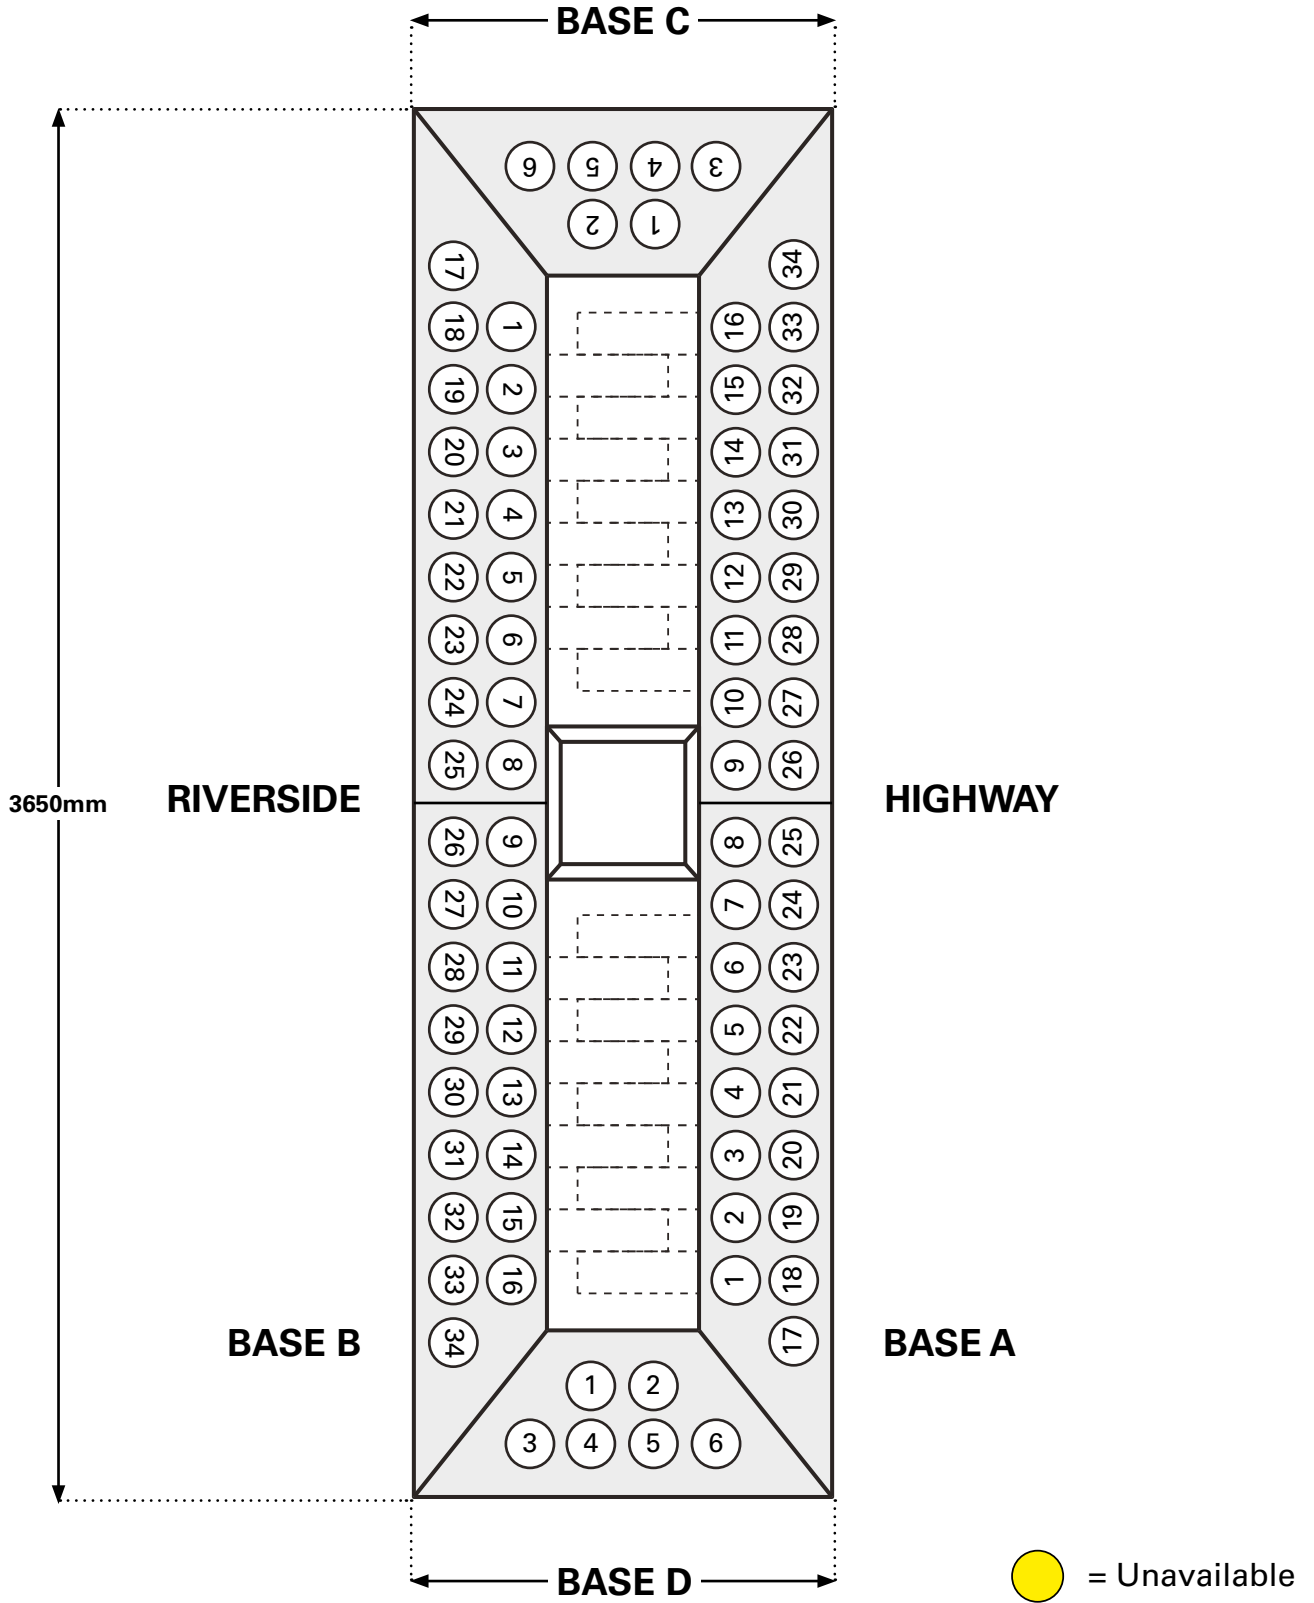 BASE C
6 5 4 3
2 1
17 34
18 1 16 33
19 2 15 32
20 3 14 31
21 4 13 30
22 5 12 29
23 6 11 28
24 7 10 27
25 8 9 26
3650mm RIVERSIDE HIGHWAY
26 9 8 25
27 10 7 24
28 11 6 23
29 12 5 22
30 13 4 21
31 14 3 20
32 15 2 19
33 16 1 18
BASE B 34 17 BASE A
1 2
3 4 5 6
= Unavailable
BASE D